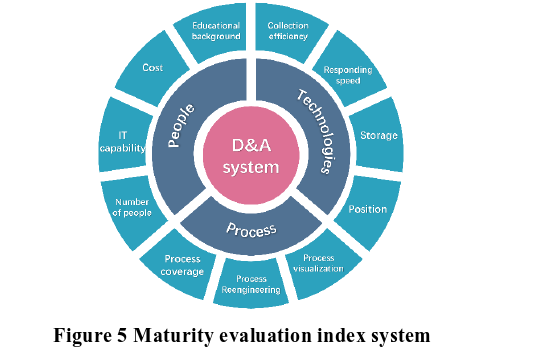 Educational
background
Collection
efficiency
Cost
Responding
speed
People
Technologies
IT
capability
D&A
system
Storage
Number
of people
Position
Process
Process
coverage
Process
visualization
Process
Reengineering
Figure 5 Maturity evaluation index system